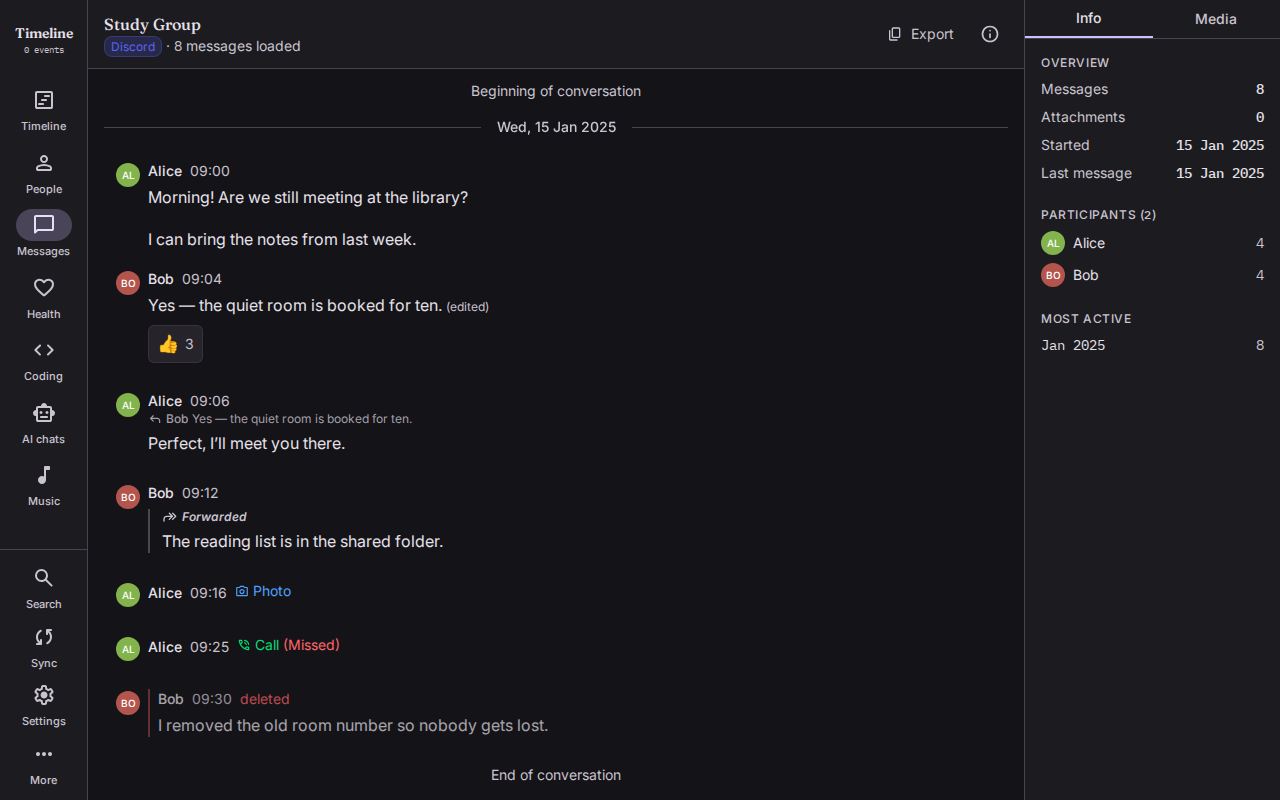 Timeline
0 events
Timeline
People
Messages
Health
Coding
AI chats
Music
Search
Sync
Settings
More
Study Group
Discord · 8 messages loaded
Export
Beginning of conversation
Wed, 15 Jan 2025
AL Alice 09:00
Morning! Are we still meeting at the library?
I can bring the notes from last week.
BO Bob 09:04
Yes — the quiet room is booked for ten. (edited)
👍 3
AL Alice 09:06
Bob Yes — the quiet room is booked for ten.
Perfect, I’ll meet you there.
BO Bob 09:12
Forwarded
The reading list is in the shared folder.
AL Alice 09:16 Photo
AL Alice 09:25 Call (Missed)
BO Bob 09:30 deleted
I removed the old room number so nobody gets lost.
End of conversation
Info Media
OVERVIEW
Messages 8
Attachments 0
Started 15 Jan 2025
Last message 15 Jan 2025
PARTICIPANTS (2)
AL Alice 4
BO Bob 4
MOST ACTIVE
Jan 2025 8